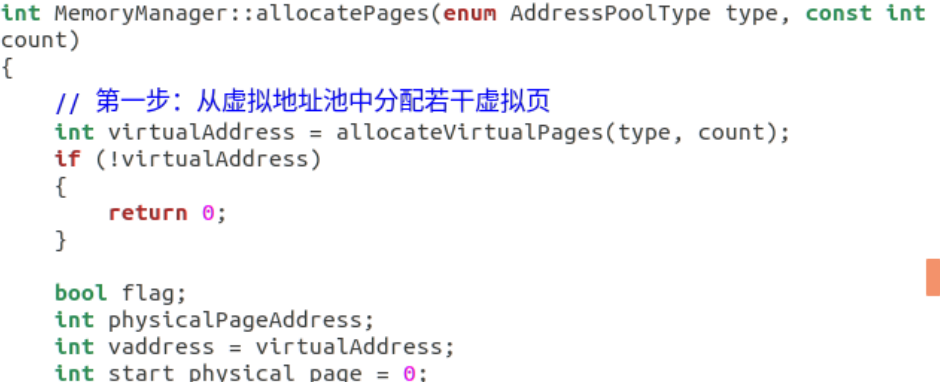 int MemoryManager::allocatePages(enum AddressPoolType type, const int
count)
{
    // 第一步：从虚拟地址池中分配若干虚拟页
    int virtualAddress = allocateVirtualPages(type, count);
    if (!virtualAddress)
    {
        return 0;
    }

    bool flag;
    int physicalPageAddress;
    int vaddress = virtualAddress;
    int start_physical_page = 0;